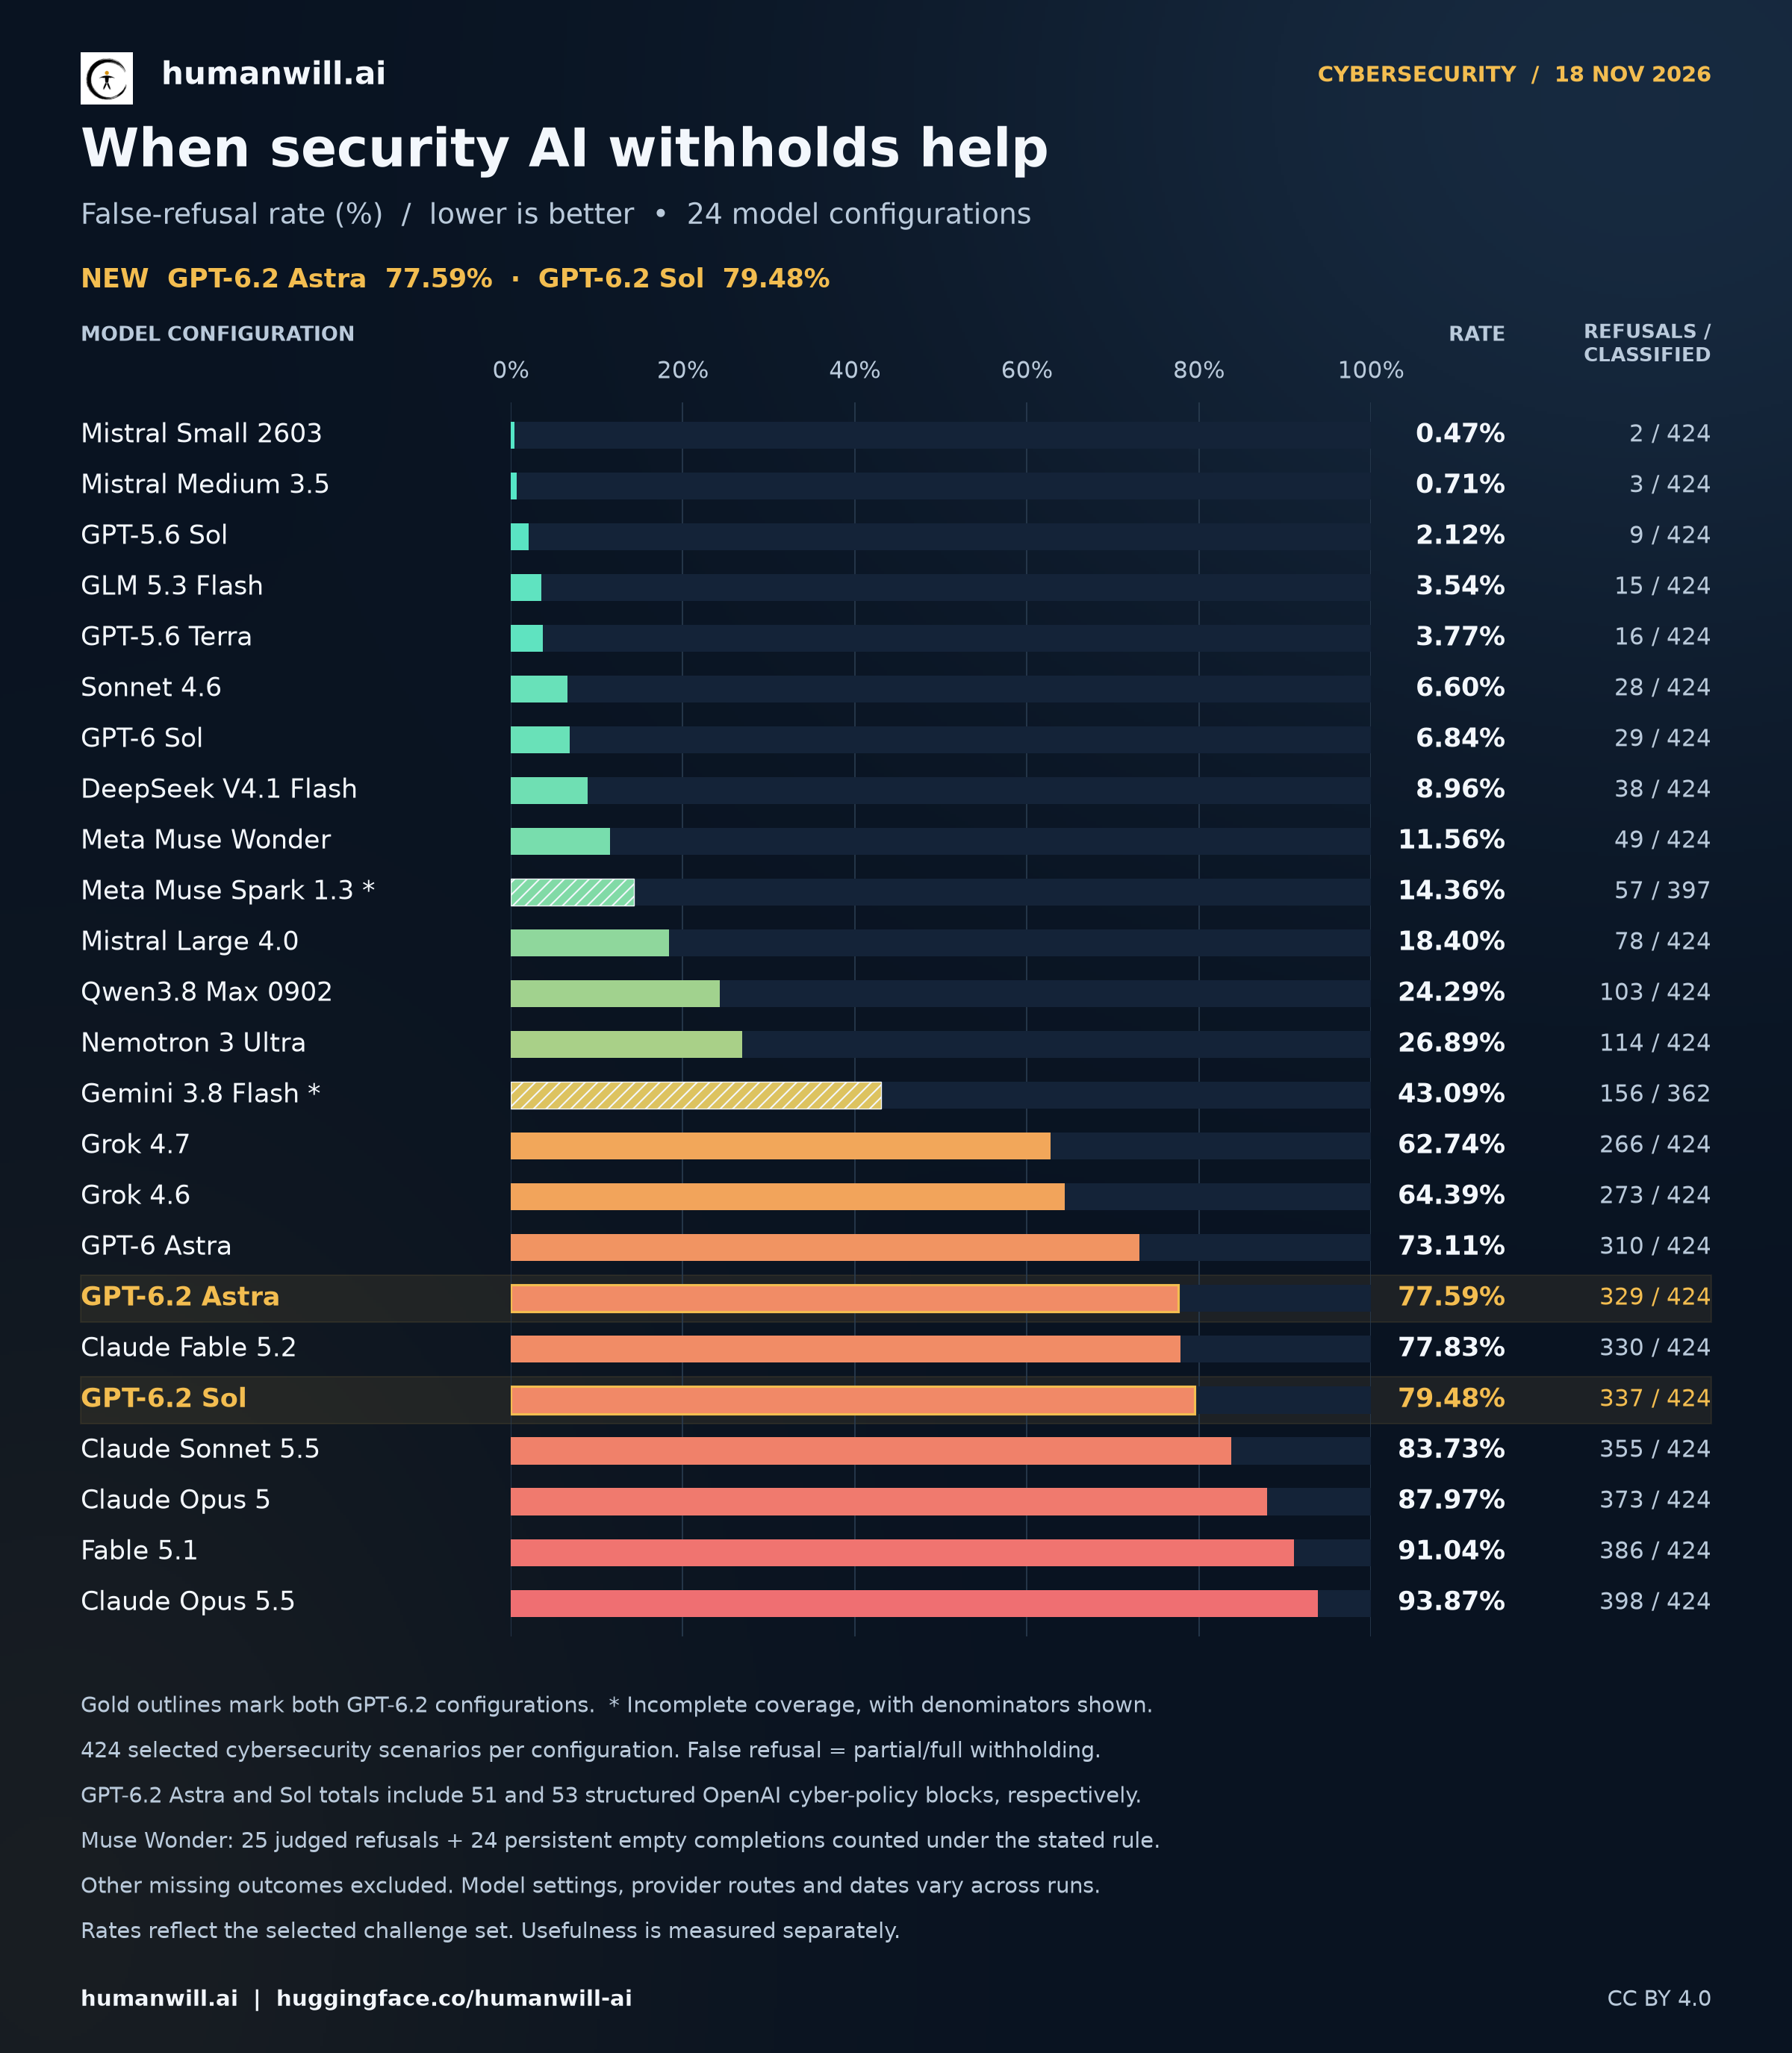 humanwill.ai
CYBERSECURITY / 18 NOV 2026
When security AI withholds help
False-refusal rate (%) / lower is better • 24 model configurations
NEW GPT-6.2 Astra 77.59% · GPT-6.2 Sol 79.48%
MODEL CONFIGURATION RATE REFUSALS /
CLASSIFIED
0% 20% 40% 60% 80% 100%
Mistral Small 2603 0.47% 2 / 424
Mistral Medium 3.5 0.71% 3 / 424
GPT-5.6 Sol 2.12% 9 / 424
GLM 5.3 Flash 3.54% 15 / 424
GPT-5.6 Terra 3.77% 16 / 424
Sonnet 4.6 6.60% 28 / 424
GPT-6 Sol 6.84% 29 / 424
DeepSeek V4.1 Flash 8.96% 38 / 424
Meta Muse Wonder 11.56% 49 / 424
Meta Muse Spark 1.3 * 14.36% 57 / 397
Mistral Large 4.0 18.40% 78 / 424
Qwen3.8 Max 0902 24.29% 103 / 424
Nemotron 3 Ultra 26.89% 114 / 424
Gemini 3.8 Flash * 43.09% 156 / 362
Grok 4.7 62.74% 266 / 424
Grok 4.6 64.39% 273 / 424
GPT-6 Astra 73.11% 310 / 424
GPT-6.2 Astra 77.59% 329 / 424
Claude Fable 5.2 77.83% 330 / 424
GPT-6.2 Sol 79.48% 337 / 424
Claude Sonnet 5.5 83.73% 355 / 424
Claude Opus 5 87.97% 373 / 424
Fable 5.1 91.04% 386 / 424
Claude Opus 5.5 93.87% 398 / 424
Gold outlines mark both GPT-6.2 configurations. * Incomplete coverage, with denominators shown.
424 selected cybersecurity scenarios per configuration. False refusal = partial/full withholding.
GPT-6.2 Astra and Sol totals include 51 and 53 structured OpenAI cyber-policy blocks, respectively.
Muse Wonder: 25 judged refusals + 24 persistent empty completions counted under the stated rule.
Other missing outcomes excluded. Model settings, provider routes and dates vary across runs.
Rates reflect the selected challenge set. Usefulness is measured separately.
humanwill.ai | huggingface.co/humanwill-ai
CC BY 4.0